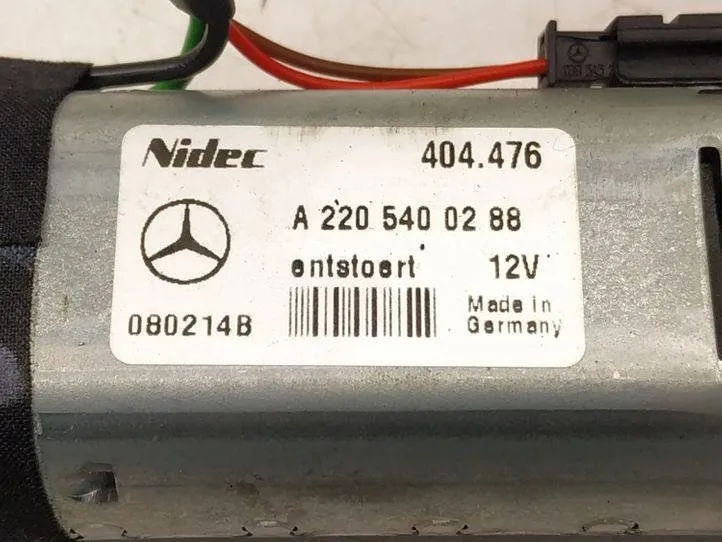 Nidec 404.476
A 220 540 02 88
entstoert 12V
080214B
Made in
Germany